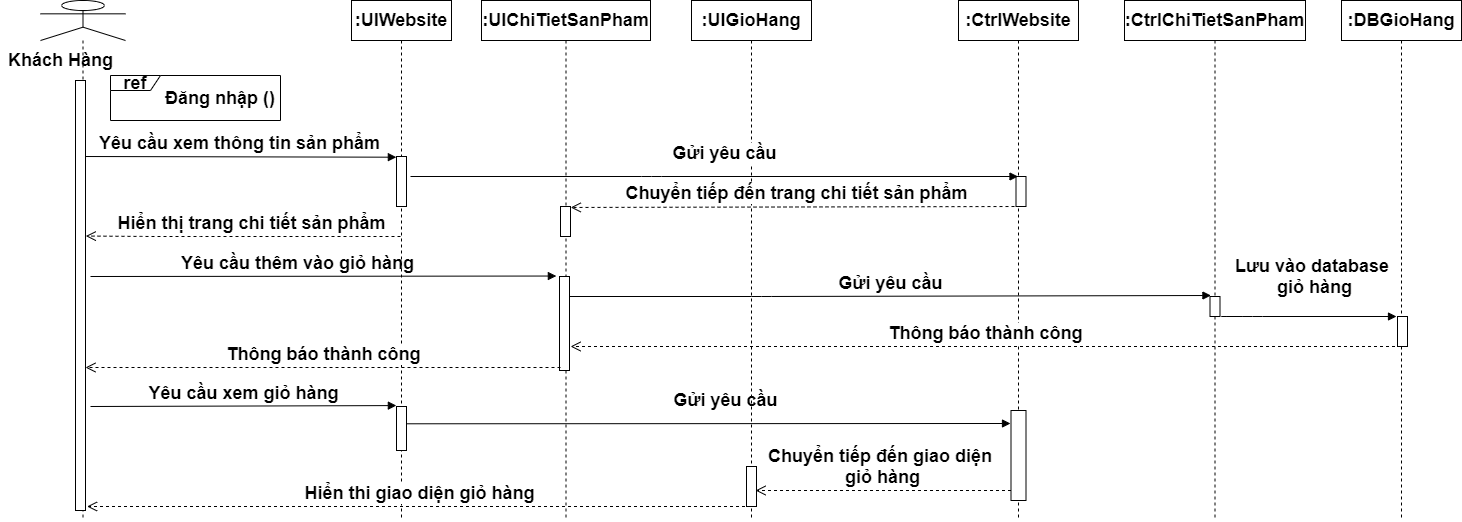 :UIWebsite
:UIChiTietSanPham
:UIGioHang
:CtrlWebsite
:CtrlChiTietSanPham
:DBGioHang
Khách Hàng
ref
Đăng nhập ()
Yêu cầu xem thông tin sản phẩm
Gửi yêu cầu
Chuyển tiếp đến trang chi tiết sản phẩm
Hiển thị trang chi tiết sản phẩm
Yêu cầu thêm vào giỏ hàng
Gửi yêu cầu
Lưu vào database
giỏ hàng
Thông báo thành công
Thông báo thành công
Yêu cầu xem giỏ hàng
Gửi yêu cầu
Chuyển tiếp đến giao diện
giỏ hàng
Hiển thi giao diện giỏ hàng